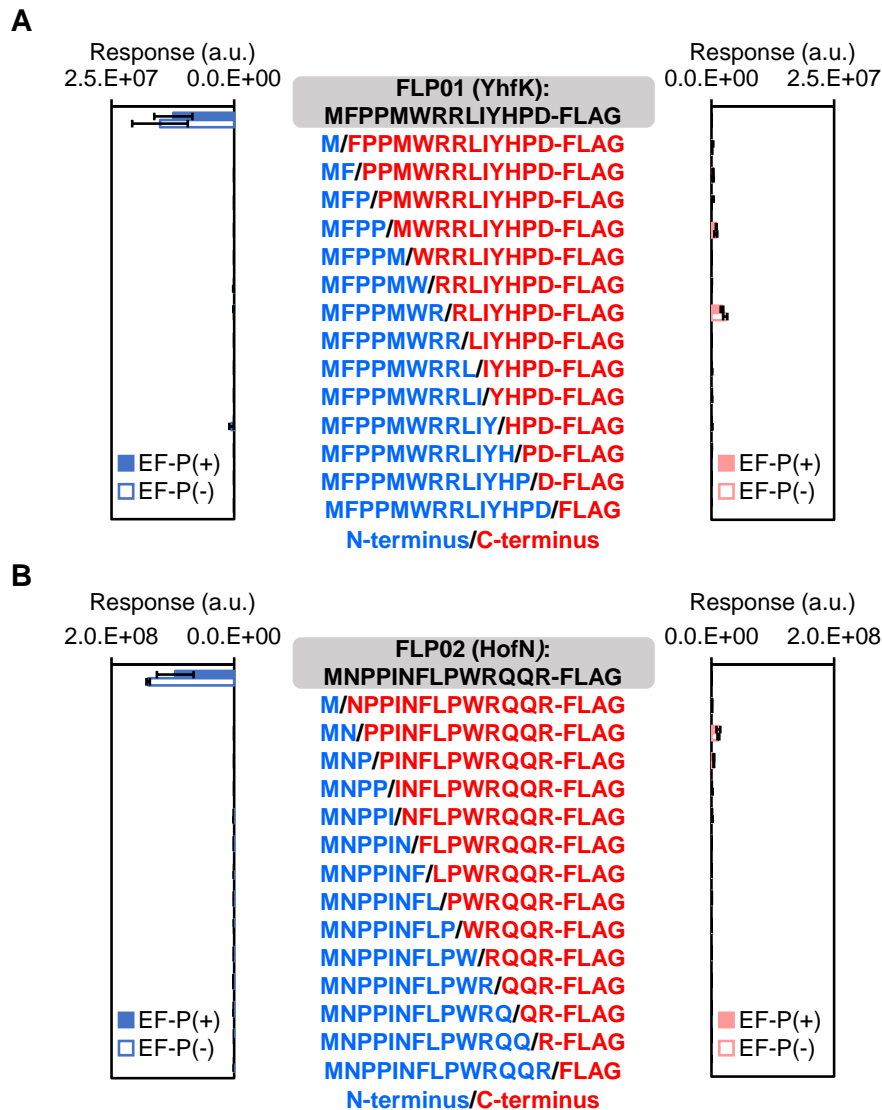 A
Response (a.u.)
2.5.E+07 0.0.E+00
Response (a.u.)
0.0.E+00 2.5.E+07
FLP01 (YhfK):
MFPPMWRRLIYHPD-FLAG
M/FPPMWRRLIYHPD-FLAG
MF/PPMWRRLIYHPD-FLAG
MFP/PMWRRLIYHPD-FLAG
MFPP/MWRRLIYHPD-FLAG
MFPPM/WRRLIYHPD-FLAG
MFPPMW/RRLIYHPD-FLAG
MFPPMWR/RLIYHPD-FLAG
MFPPMWRR/LIYHPD-FLAG
MFPPMWRRL/IYHPD-FLAG
MFPPMWRRLI/YHPD-FLAG
MFPPMWRRLIY/HPD-FLAG
MFPPMWRRLIYH/PD-FLAG
MFPPMWRRLIYHP/D-FLAG
MFPPMWRRLIYHPD/FLAG
N-terminus/C-terminus
EF-P(+)
EF-P(-)
EF-P(+)
EF-P(-)
B
Response (a.u.)
2.0.E+08 0.0.E+00
Response (a.u.)
0.0.E+00 2.0.E+08
FLP02 (HofN):
MNPPINFLPWRQQR-FLAG
M/NPPINFLPWRQQR-FLAG
MN/PPINFLPWRQQR-FLAG
MNP/PINFLPWRQQR-FLAG
MNPP/INFLPWRQQR-FLAG
MNPPI/NFLPWRQQR-FLAG
MNPPIN/FLPWRQQR-FLAG
MNPPINF/LPWRQQR-FLAG
MNPPINFL/PWRQQR-FLAG
MNPPINFLP/WRQQR-FLAG
MNPPINFLPW/RQQR-FLAG
MNPPINFLPWR/QQR-FLAG
MNPPINFLPWRQ/QR-FLAG
MNPPINFLPWRQQ/R-FLAG
MNPPINFLPWRQQR/FLAG
N-terminus/C-terminus
EF-P(+)
EF-P(-)
EF-P(+)
EF-P(-)